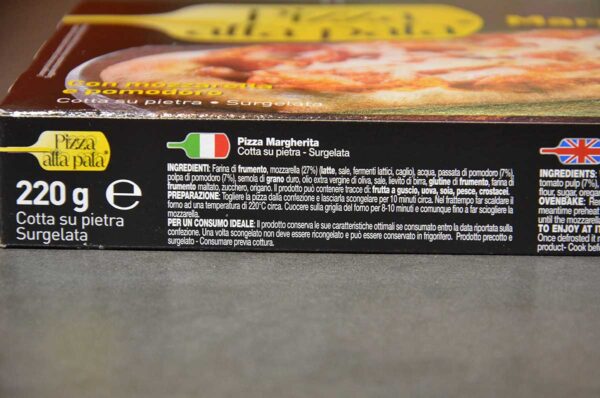 Pizza
alla pala
Mar
con mozzarella
e pomodoro
Cotta su pietra • Surgelata
Pizza
alla pala
220 g e
Cotta su pietra
Surgelata
Pizza Margherita
Cotta su pietra - Surgelata
INGREDIENTI: Farina di frumento, mozzarella (27%) (latte, sale, fermenti lattici, caglio), acqua, passata di pomodoro (7%),
polpa di pomodoro (7%), semola di grano duro, olio extra vergine di oliva, sale, lievito di birra, glutine di frumento, farina di
frumento maltato, zucchero, origano. Il prodotto può contenere tracce di: frutta a guscio, uova, soia, pesce, crostacei.
PREPARAZIONE: Togliere la pizza dalla confezione e lasciarla scongelare per 10 minuti circa. Nel frattempo far scaldare il
forno ad una temperatura di 220°C circa. Cuocere sulla griglia del forno per 8-10 minuti e comunque fino a far sciogliere la
mozzarella.
PER UN CONSUMO IDEALE: Il prodotto conserva le sue caratteristiche ottimali se consumato entro la data riportata sulla
confezione. Una volta scongelato non deve essere ricongelato e può essere conservato in frigorifero. Prodotto precotto e
surgelato - Consumare previa cottura.
INGREDIENTS:
tomato pulp (7%),
flour, sugar, orega
OVENBAKE: Re
meantime preheat
until the mozzarell
TO ENJOY AT IT
Once defrosted it
product- Cook bef